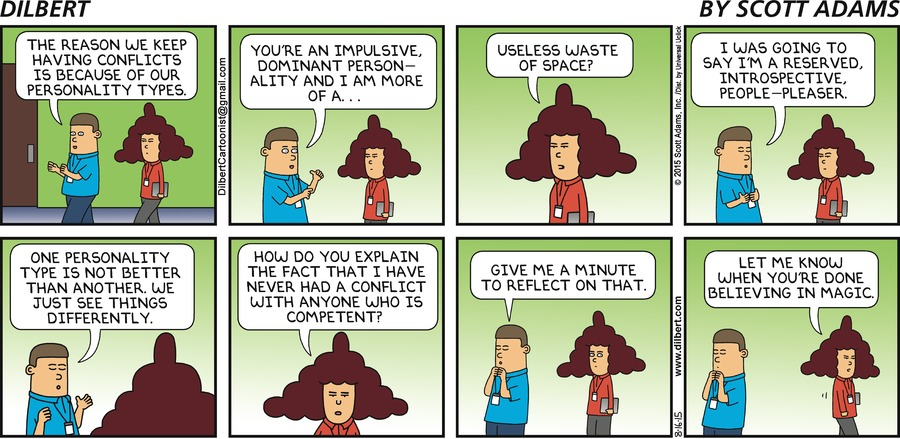 DILBERT
BY SCOTT ADAMS
THE REASON WE KEEP
HAVING CONFLICTS
IS BECAUSE OF OUR
PERSONALITY TYPES.
DilbertCartoonist@gmail.com
YOU'RE AN IMPULSIVE,
DOMINANT PERSON–
ALITY AND I AM MORE
OF A...
USELESS WASTE
OF SPACE?
© 2015 Scott Adams, Inc. /Dist. by Universal Uclick
I WAS GOING TO
SAY I'M A RESERVED,
INTROSPECTIVE,
PEOPLE–PLEASER.
ONE PERSONALITY
TYPE IS NOT BETTER
THAN ANOTHER. WE
JUST SEE THINGS
DIFFERENTLY.
HOW DO YOU EXPLAIN
THE FACT THAT I HAVE
NEVER HAD A CONFLICT
WITH ANYONE WHO IS
COMPETENT?
GIVE ME A MINUTE
TO REFLECT ON THAT.
8-16-15 www.dilbert.com
LET ME KNOW
WHEN YOU'RE DONE
BELIEVING IN MAGIC.